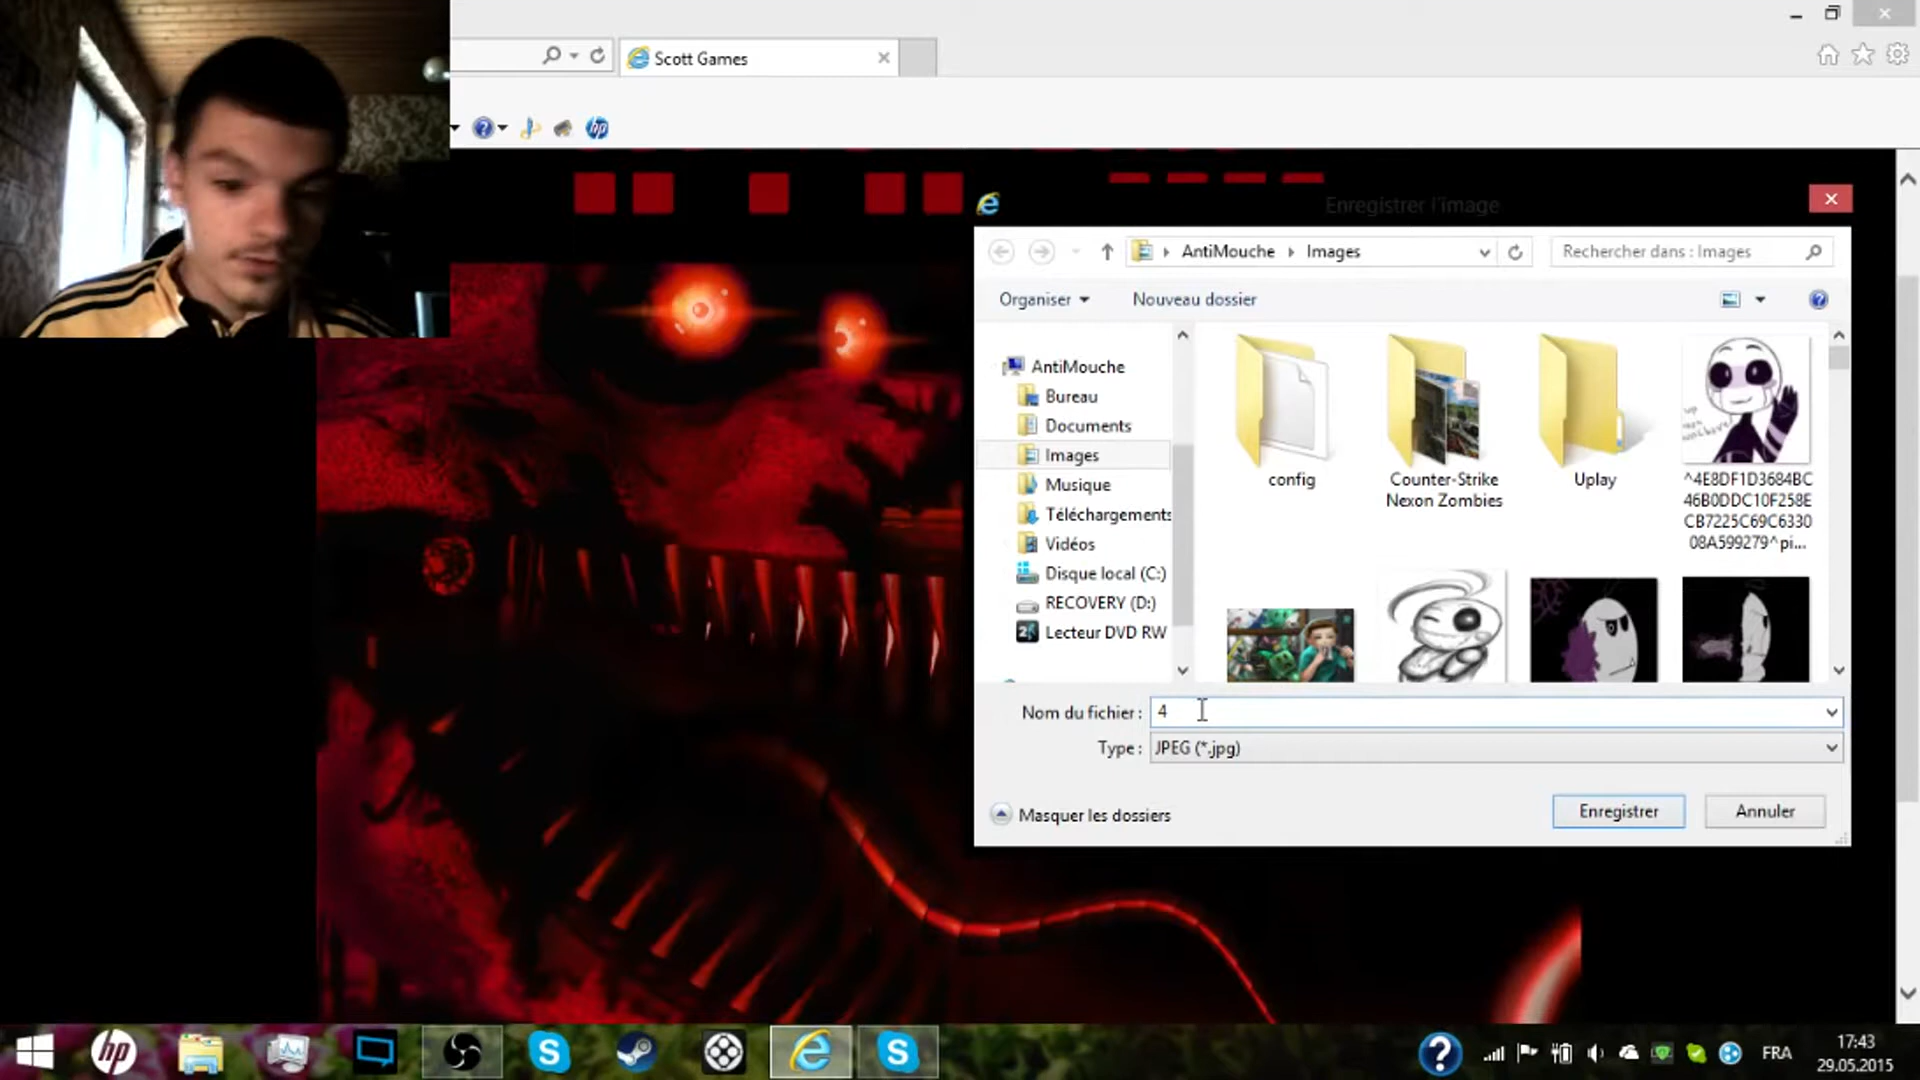 Scott Games
Enregistrer l'image
AntiMouche
Images
Rechercher dans : Images
Organiser
Nouveau dossier
AntiMouche
Bureau
Documents
Images
Musique
Téléchargements
Vidéos
Disque local (C:)
RECOVERY (D:)
Lecteur DVD RW
config
Counter-Strike
Nexon Zombies
Uplay
^4E8DF1D3684BC
46B0DDC10F258E
CB7225C69C6330
08A599279^pi...
Nom du fichier :
4
Type :
JPEG (*.jpg)
Masquer les dossiers
Enregistrer
Annuler
hp
FRA
17:43
29.05.2015